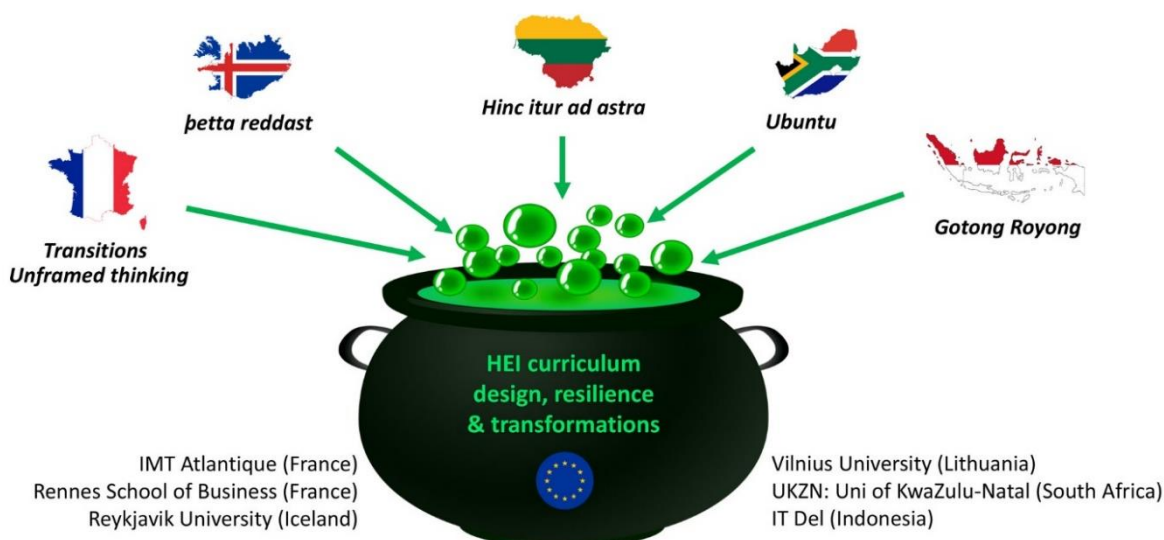 þetta reddast
Hinc itur ad astra
Ubuntu
Transitions
Unframed thinking
Gotong Royong
HEI curriculum
design, resilience
& transformations
IMT Atlantique (France)
Rennes School of Business (France)
Reykjavik University (Iceland)
Vilnius University (Lithuania)
UKZN: Uni of KwaZulu-Natal (South Africa)
IT Del (Indonesia)